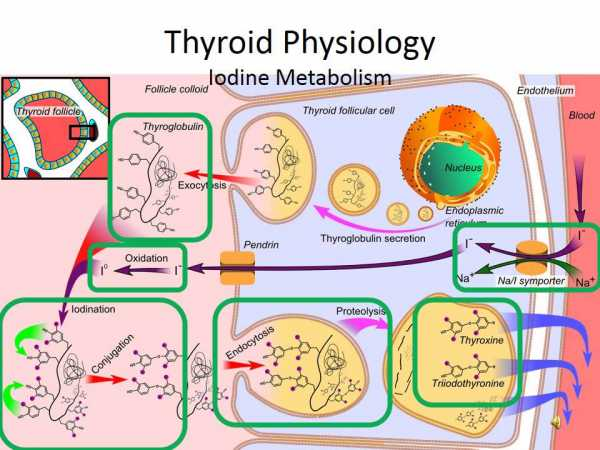 Thyroid Physiology
Iodine Metabolism
Follicle colloid
Endothelium
Thyroid follicle
Thyroid follicular cell
Blood
Thyroglobulin
Nucleus
Exocytosis
Endoplasmic
reticulum
Thyroglobulin secretion
Pendrin
I⁻
I⁻
Oxidation
I⁰
I⁻
Na⁺
Na/I symporter
Na⁺
Iodination
Proteolysis
Conjugation
Endocytosis
Thyroxine
Triiodothyronine